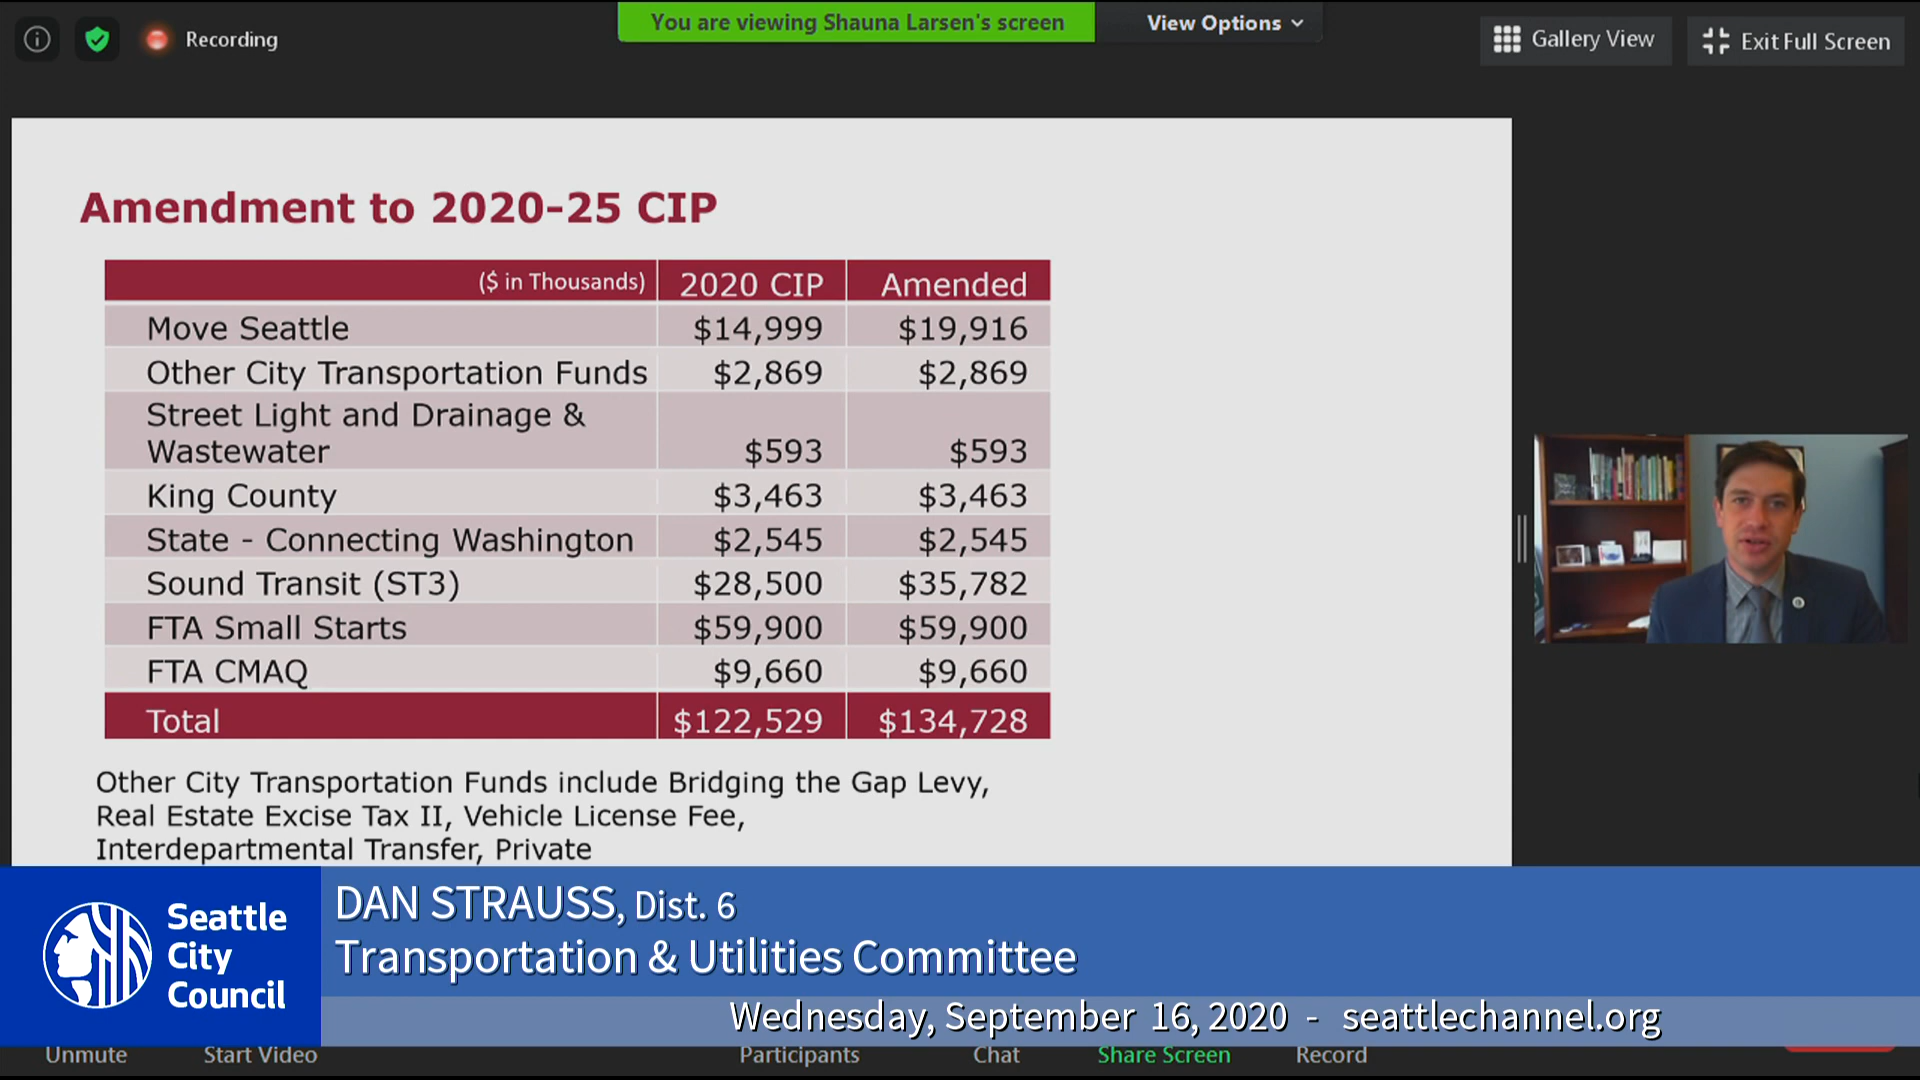 Recording
You are viewing Shauna Larsen's screen
View Options
Gallery View
Exit Full Screen
Amendment to 2020-25 CIP
($ in Thousands) 2020 CIP Amended
Move Seattle $14,999 $19,916
Other City Transportation Funds $2,869 $2,869
Street Light and Drainage &
Wastewater $593 $593
King County $3,463 $3,463
State - Connecting Washington $2,545 $2,545
Sound Transit (ST3) $28,500 $35,782
FTA Small Starts $59,900 $59,900
FTA CMAQ $9,660 $9,660
Total $122,529 $134,728
Other City Transportation Funds include Bridging the Gap Levy,
Real Estate Excise Tax II, Vehicle License Fee,
Interdepartmental Transfer, Private
Seattle
City
Council
DAN STRAUSS, Dist. 6
Transportation & Utilities Committee
Wednesday, September 16, 2020 - seattlechannel.org
Unmute
Start Video
Participants
Chat
Share Screen
Record